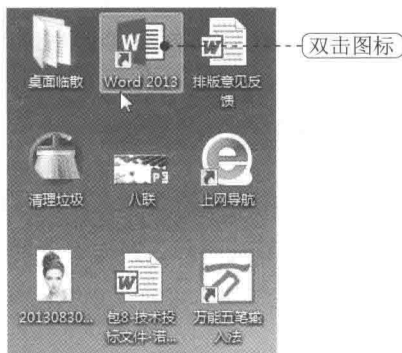 双击图标
桌面临散
Word 2013
排版意见反
馈
清理垃圾
八联
上网导航
20130830...
包8-技术投
标文件-诺...
万能五笔输
入法